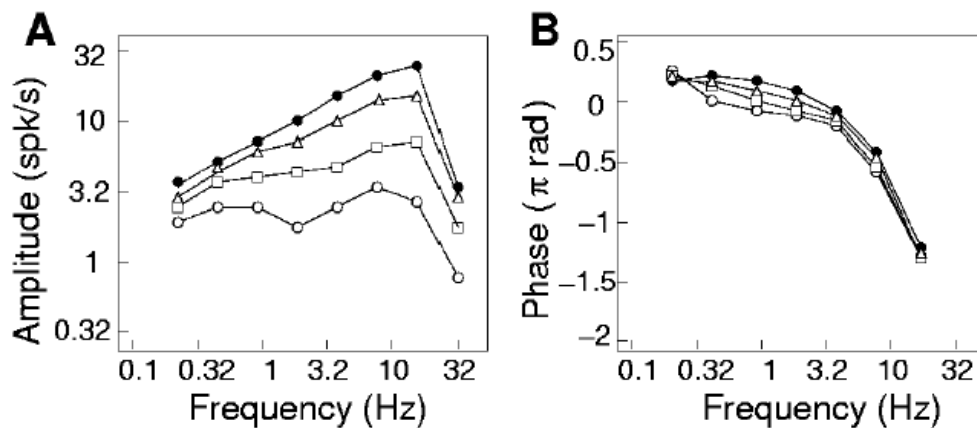 A
Amplitude (spk/s)
32
10
3.2
1
0.32
0.1 0.32 1 3.2 10 32
Frequency (Hz)
B
Phase ( π rad)
0.5
0
−0.5
−1
−1.5
−2
0.1 0.32 1 3.2 10 32
Frequency (Hz)